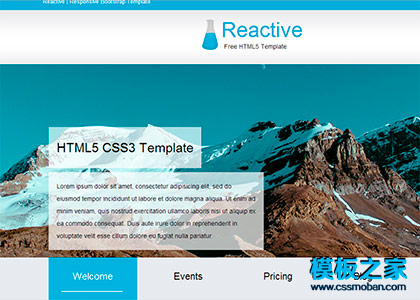 Reactive | Responsive Bootstrap Template
Reactive
Free HTML5 Template
HTML5 CSS3 Template
Lorem ipsum dolor sit amet, consectetur adipisicing elit, sed do
eiusmod tempor incididunt ut labore et dolore magna aliqua. Ut enim ad
minim veniam, quis nostrud exercitation ullamco laboris nisi ut aliquip ex
ea commodo consequat. Duis aute irure dolor in reprehenderit in
voluptate velit esse cillum dolore eu fugiat nulla pariatur.
Welcome
Events
Pricing
模板之家
www.cssmoban.com